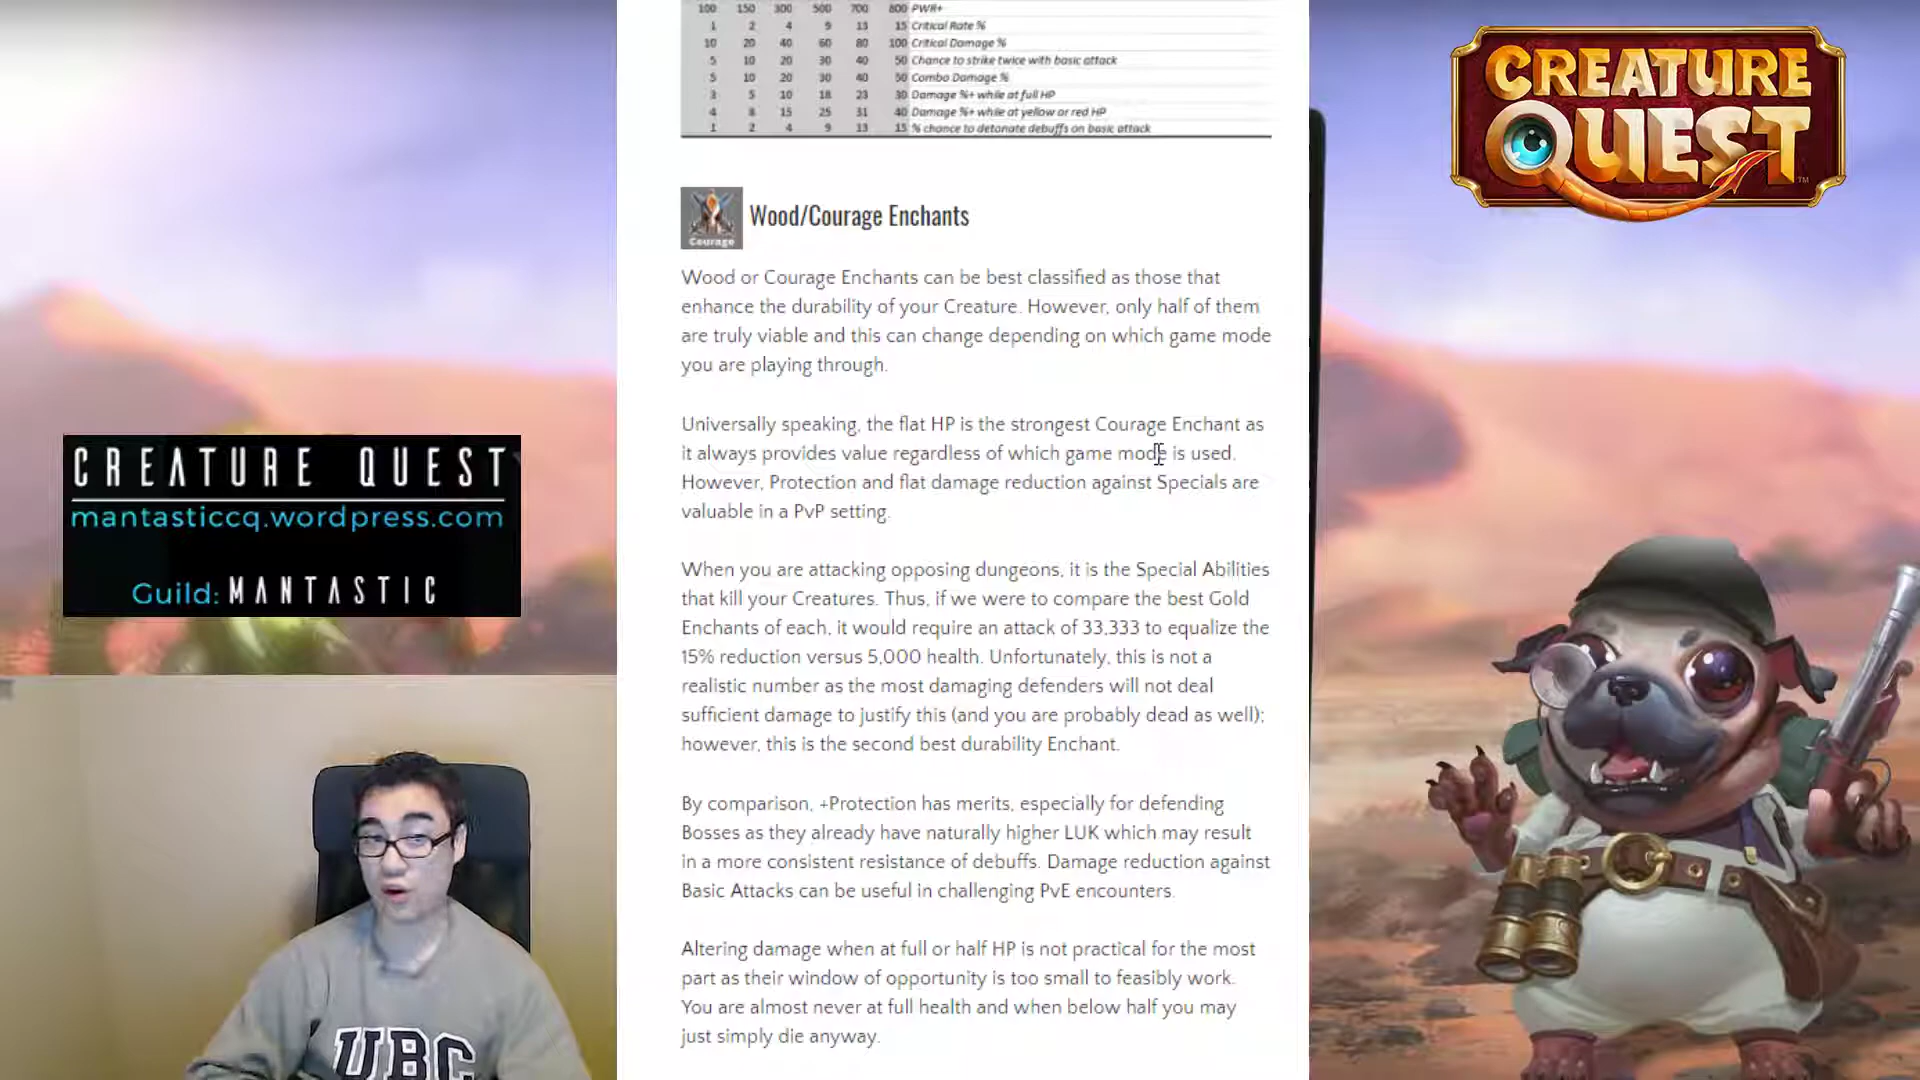 100 150 300 500 700 800 PWR+
1 2 4 9 13 15 Critical Rate %
10 20 40 60 80 100 Critical Damage %
5 10 20 30 40 50 Chance to strike twice with basic attack
5 10 20 30 40 50 Combo Damage %
3 5 10 18 23 30 Damage %+ while at full HP
4 8 15 25 31 40 Damage %+ while at yellow or red HP
1 2 4 9 13 15 % chance to detonate debuffs on basic attack
CREATURE
QUEST
TM
Courage
Wood/Courage Enchants
Wood or Courage Enchants can be best classified as those that
enhance the durability of your Creature. However, only half of them
are truly viable and this can change depending on which game mode
you are playing through.
Universally speaking, the flat HP is the strongest Courage Enchant as
it always provides value regardless of which game mode is used.
However, Protection and flat damage reduction against Specials are
valuable in a PvP setting.
When you are attacking opposing dungeons, it is the Special Abilities
that kill your Creatures. Thus, if we were to compare the best Gold
Enchants of each, it would require an attack of 33,333 to equalize the
15% reduction versus 5,000 health. Unfortunately, this is not a
realistic number as the most damaging defenders will not deal
sufficient damage to justify this (and you are probably dead as well);
however, this is the second best durability Enchant.
By comparison, +Protection has merits, especially for defending
Bosses as they already have naturally higher LUK which may result
in a more consistent resistance of debuffs. Damage reduction against
Basic Attacks can be useful in challenging PvE encounters.
Altering damage when at full or half HP is not practical for the most
part as their window of opportunity is too small to feasibly work.
You are almost never at full health and when below half you may
just simply die anyway.
CREATURE QUEST
mantasticcq.wordpress.com
Guild: MANTASTIC
UBC